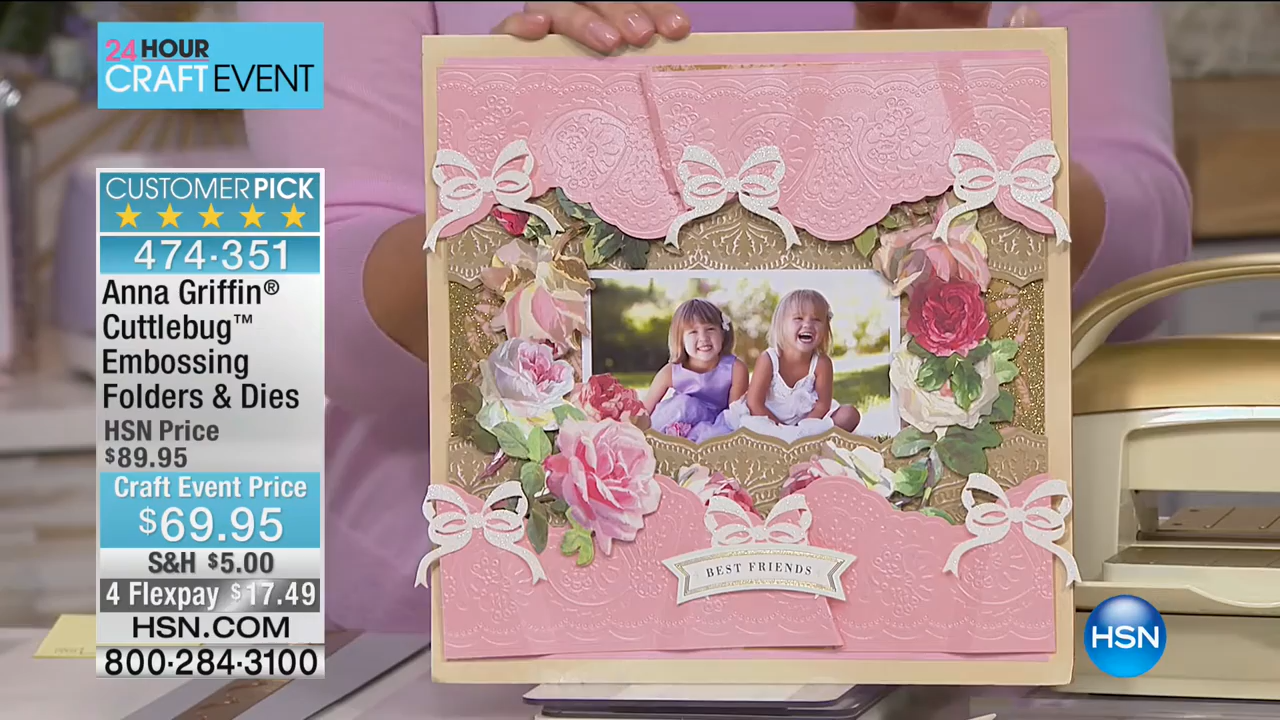 24 HOUR
CRAFT EVENT
CUSTOMER PICK
474-351
Anna Griffin®
Cuttlebug™
Embossing
Folders & Dies
HSN Price
$89.95
Craft Event Price
$69.95
S&H $5.00
4 Flexpay $17.49
HSN.COM
800-284-3100
BEST FRIENDS
HSN